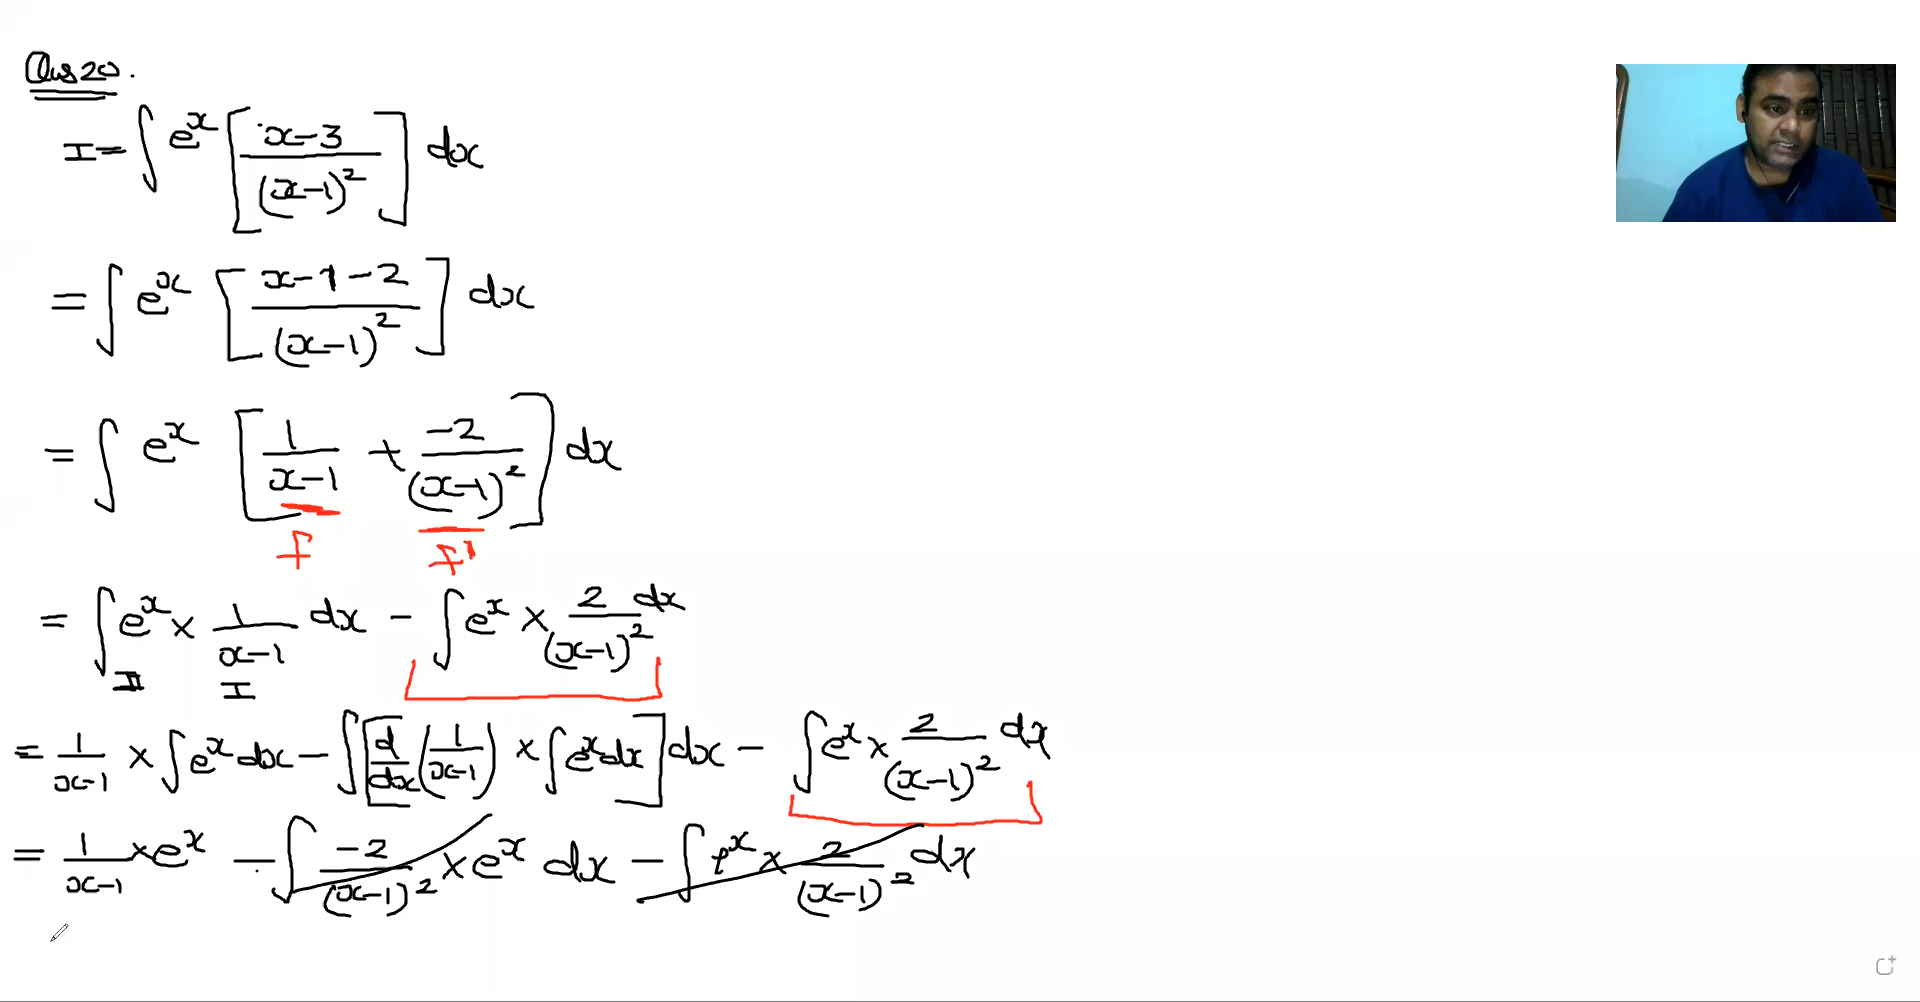 Ques 20.
I = ∫ e^x [ (x-3) / (x-1)^2 ] dx
= ∫ e^x [ (x-1-2) / (x-1)^2 ] dx
= ∫ e^x [ 1/(x-1) + -2/(x-1)^2 ] dx
f f'
= ∫ e^x × 1/(x-1) dx - ∫ e^x × 2/(x-1)^2 dx
II I
= 1/(x-1) × ∫ e^x dx - ∫ [ d/dx (1/(x-1)) × ∫ e^x dx ] dx - ∫ e^x × 2/(x-1)^2 dx
= 1/(x-1) × e^x - ∫ -2/(x-1)^2 × e^x dx - ∫ e^x × 2/(x-1)^2 dx